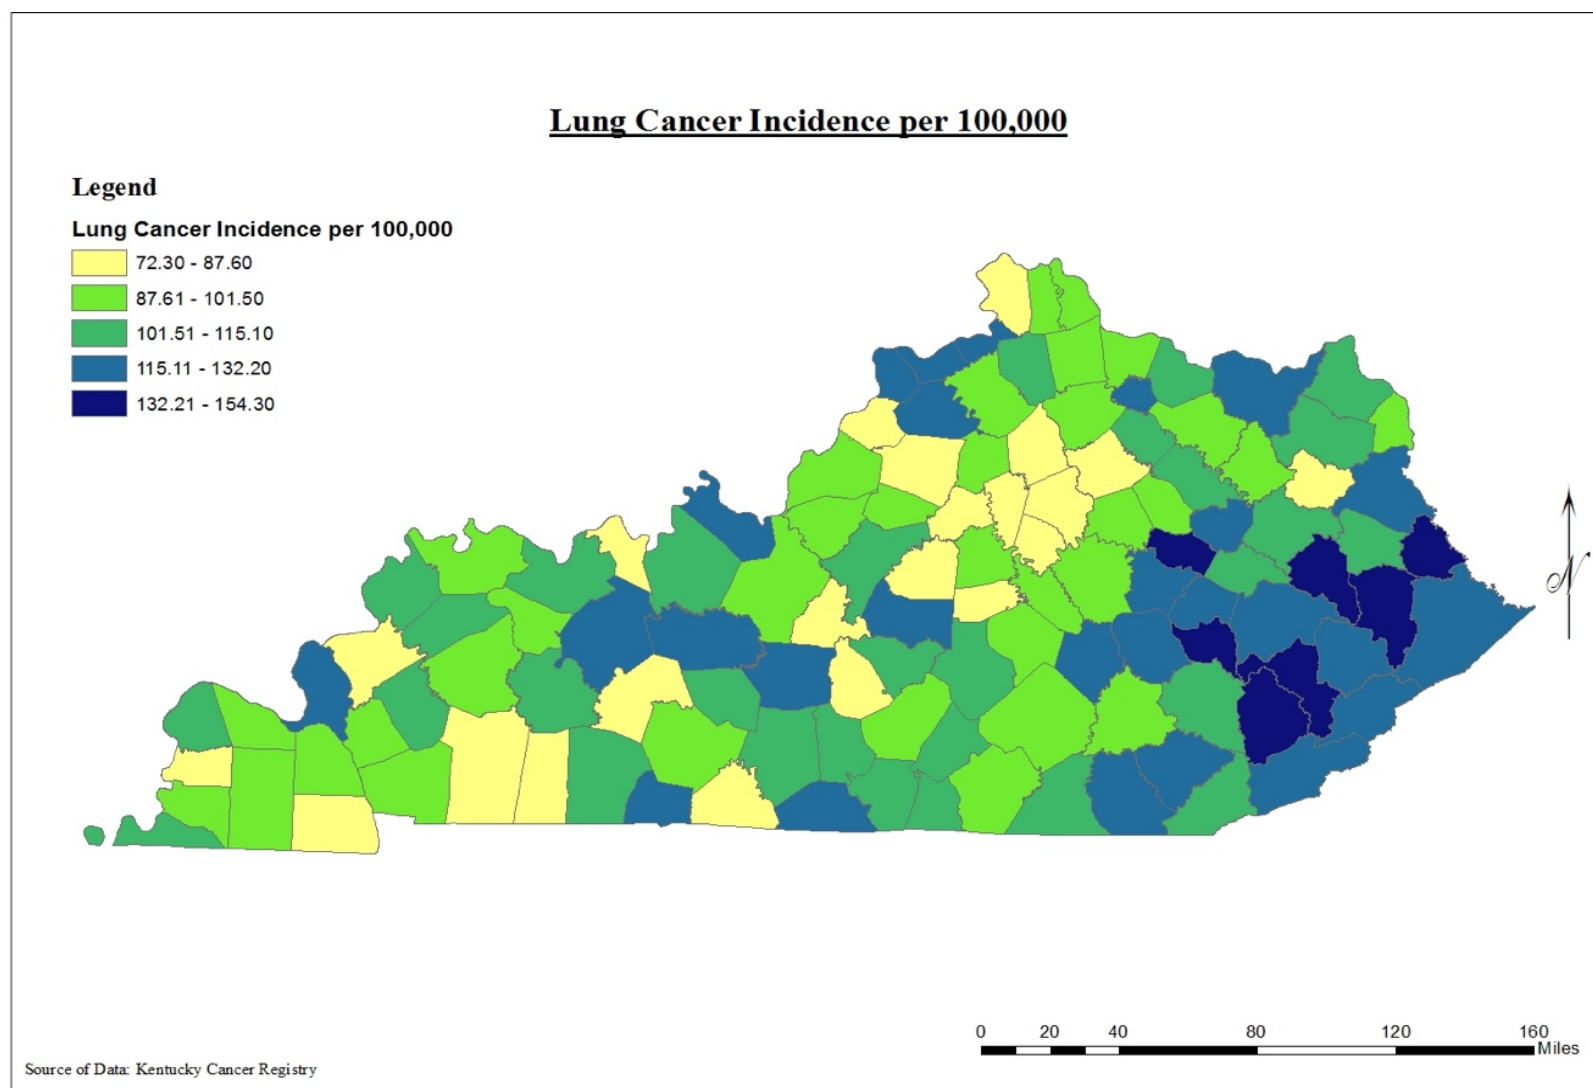 Lung Cancer Incidence per 100,000
Legend
Lung Cancer Incidence per 100,000
72.30 - 87.60
87.61 - 101.50
101.51 - 115.10
115.11 - 132.20
132.21 - 154.30
N
0 20 40 80 120 160
Miles
Source of Data: Kentucky Cancer Registry